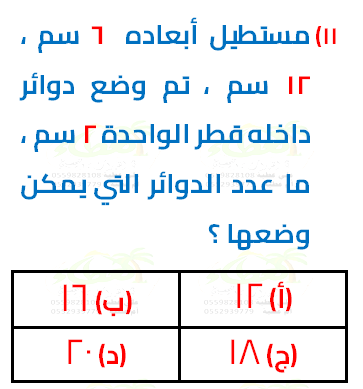 ١١) مستطيل أبعاده ٦ سم ،
١٢ سم ، تم وضع دوائر
داخله قطر الواحدة ٢ سم ،
ما عدد الدوائر التي يمكن
وضعها ؟
(أ) ١٢ (ب) ١٦
(ج) ١٨ (د) ٢٠